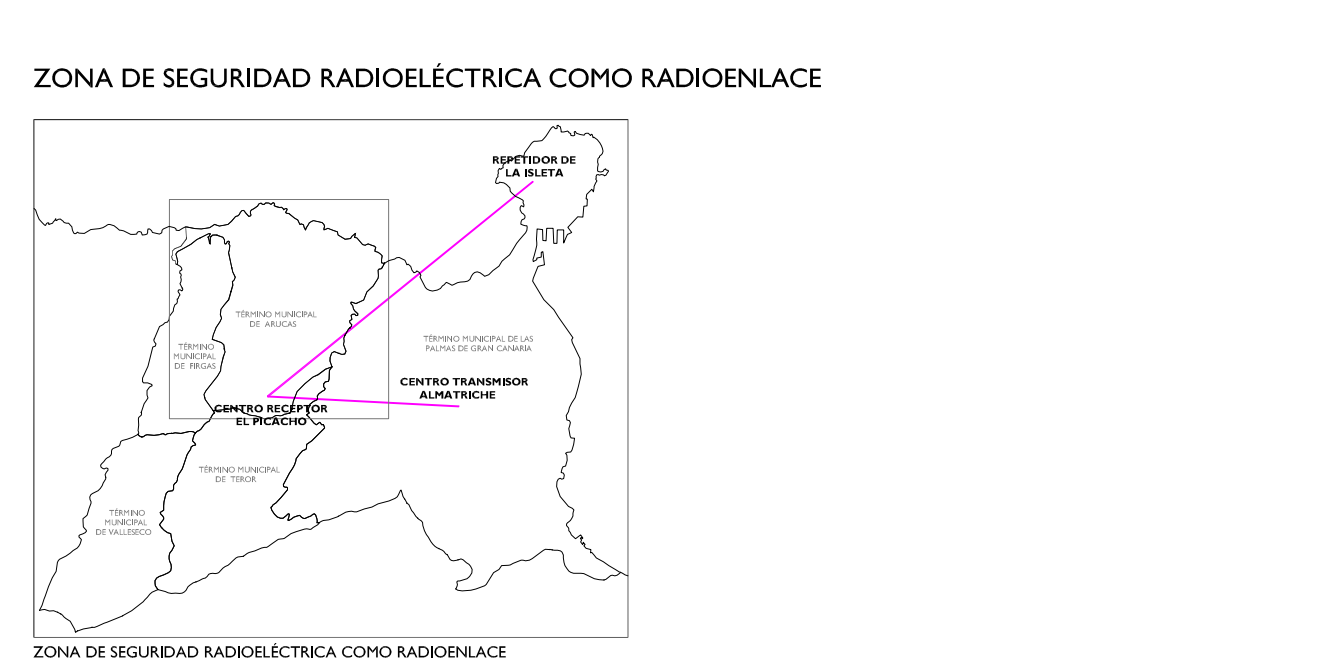 ZONA DE SEGURIDAD RADIOELÉCTRICA COMO RADIOENLACE
REPETIDOR DE
LA ISLETA
TÉRMINO MUNICIPAL
DE ARUCAS
TÉRMINO
MUNICIPAL
DE FIRGAS
TÉRMINO MUNICIPAL DE LAS
PALMAS DE GRAN CANARIA
CENTRO TRANSMISOR
ALMATRICHE
CENTRO RECEPTOR
EL PICACHO
TÉRMINO MUNICIPAL
DE TEROR
TÉRMINO
MUNICIPAL
DE VALLESECO
ZONA DE SEGURIDAD RADIOELÉCTRICA COMO RADIOENLACE